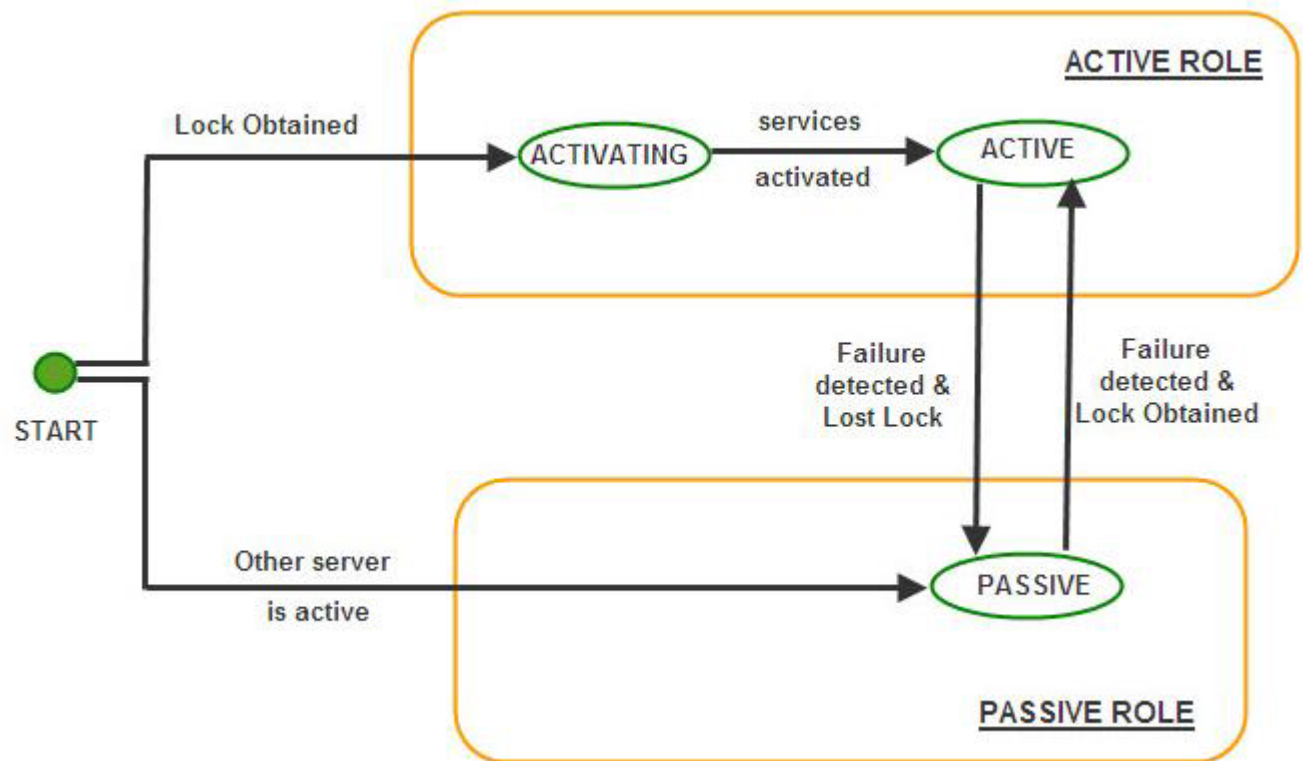 ACTIVE ROLE
Lock Obtained
services
ACTIVATING
ACTIVE
activated
Failure
detected &
Lost Lock
Failure
detected &
Lock Obtained
START
Other server
is active
PASSIVE
PASSIVE ROLE